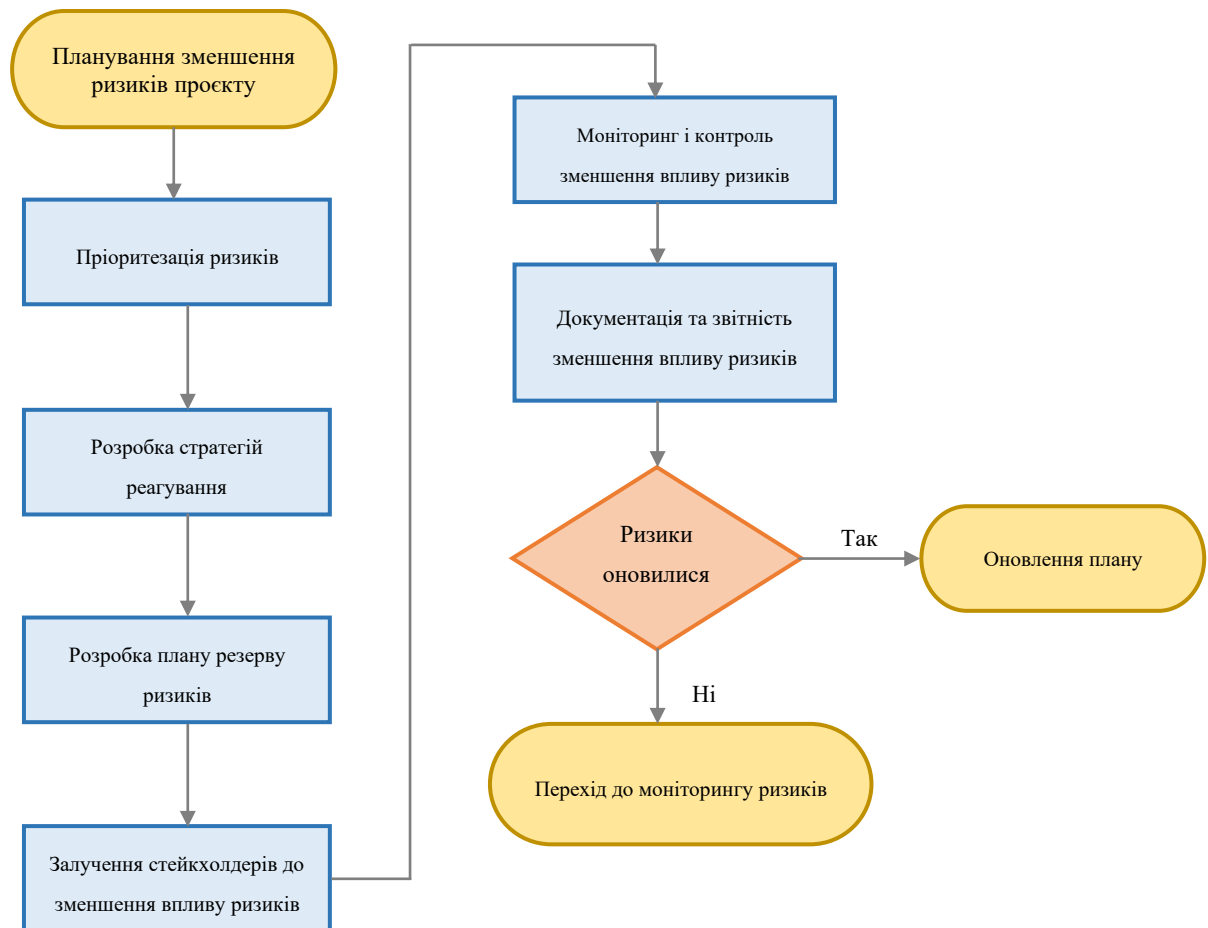 Планування зменшення
ризиків проєкту
Пріоритезація ризиків
Розробка стратегій
реагування
Розробка плану резерву
ризиків
Залучення стейкхолдерів до
зменшення впливу ризиків
Моніторинг і контроль
зменшення впливу ризиків
Документація та звітність
зменшення впливу ризиків
Ризики
оновилися
Так
Оновлення плану
Ні
Перехід до моніторингу ризиків